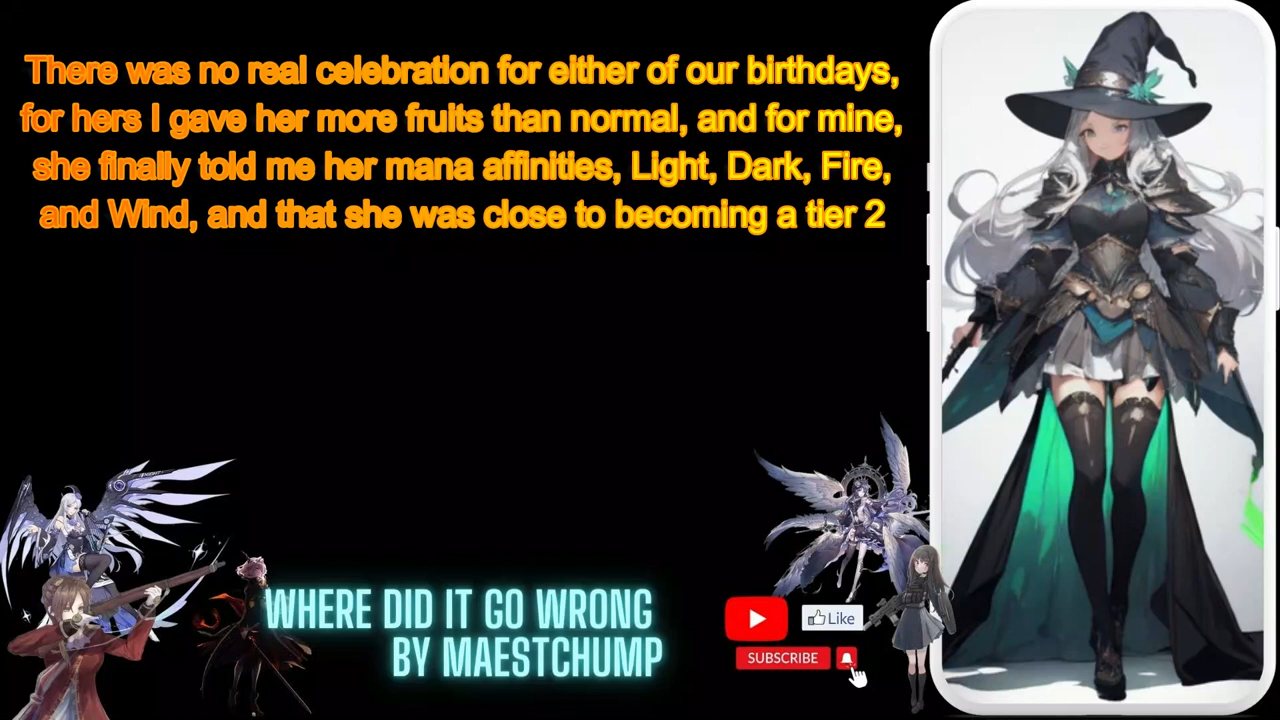 There was no real celebration for either of our birthdays,
for hers I gave her more fruits than normal, and for mine,
she finally told me her mana affinities, Light, Dark, Fire,
and Wind, and that she was close to becoming a tier 2
WHERE DID IT GO WRONG
BY MAESTCHUMP
Like
SUBSCRIBE